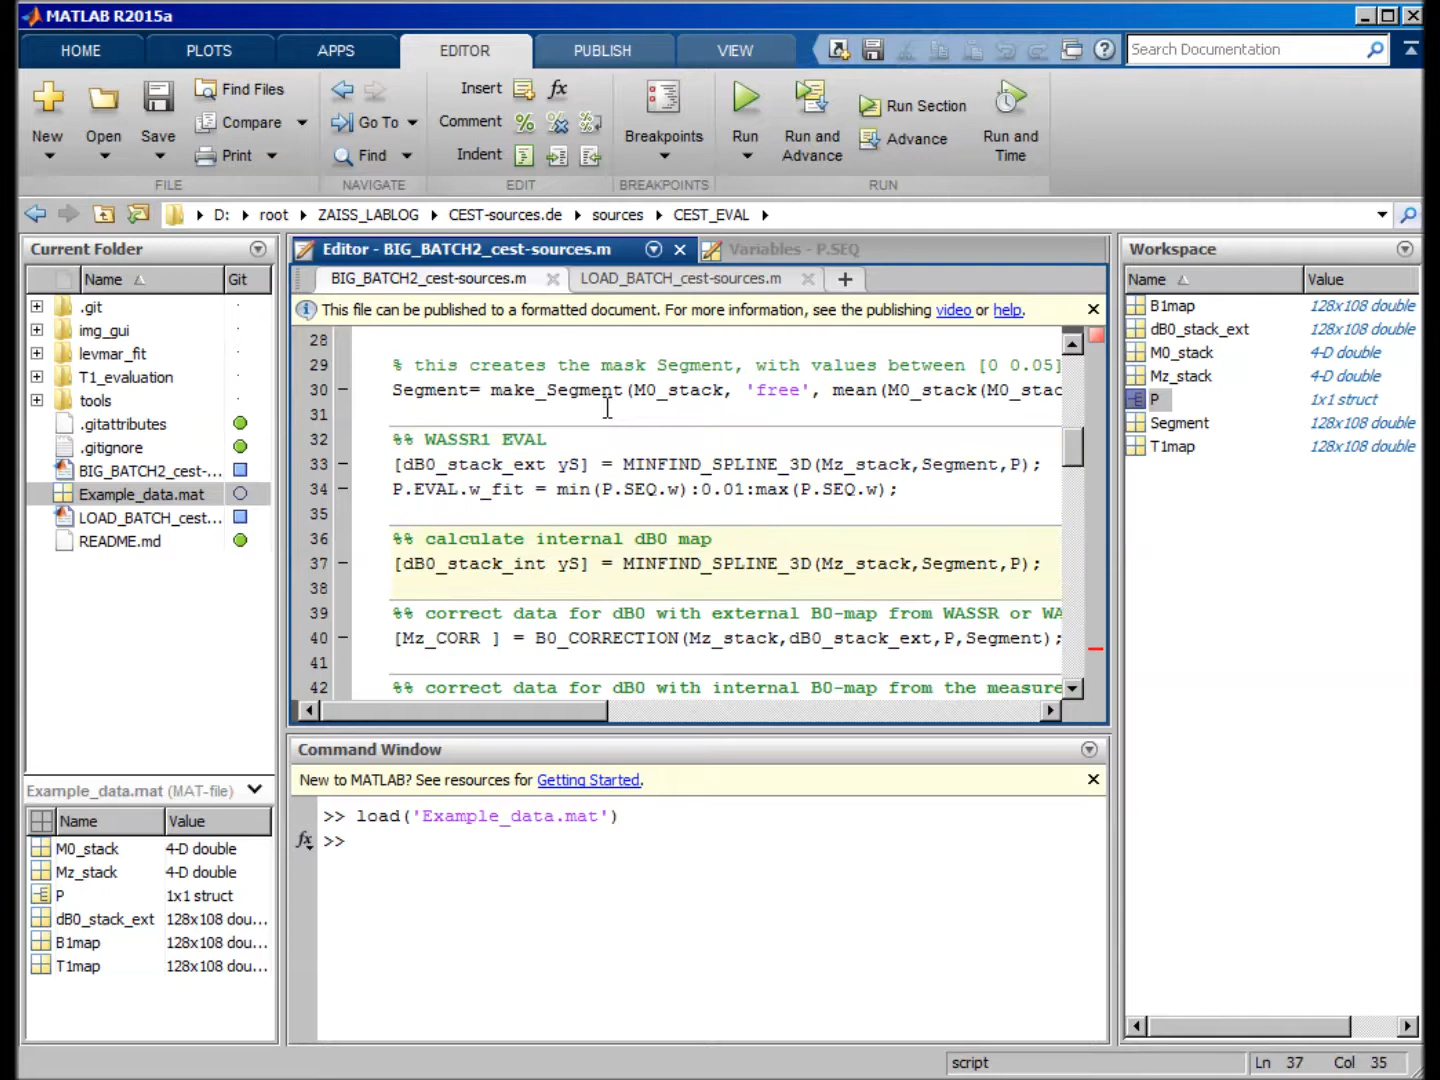 MATLAB R2015a
HOME PLOTS APPS EDITOR PUBLISH VIEW Search Documentation
New Open Save Find Files Compare Print
FILE
Go To Find
NAVIGATE
Insert fx
Comment
Indent
EDIT
Breakpoints
BREAKPOINTS
Run Run and Advance Run Section Advance Run and Time
RUN
D: root ZAISS_LABLOG CEST-sources.de sources CEST_EVAL
Current Folder
Name Git
.git
img_gui
levmar_fit
T1_evaluation
tools
.gitattributes
.gitignore
BIG_BATCH2_cest-...
Example_data.mat
LOAD_BATCH_cest...
README.md
Example_data.mat (MAT-file)
Name Value
M0_stack 4-D double
Mz_stack 4-D double
P 1x1 struct
dB0_stack_ext 128x108 dou...
B1map 128x108 dou...
T1map 128x108 dou...
Editor - BIG_BATCH2_cest-sources.m Variables - P.SEQ
BIG_BATCH2_cest-sources.m LOAD_BATCH_cest-sources.m
This file can be published to a formatted document. For more information, see the publishing video or help.
28
29 % this creates the mask Segment, with values between [0 0.05]
30 Segment= make_Segment(M0_stack, 'free', mean(M0_stack(M0_stac
31
32 %% WASSR1 EVAL
33 [dB0_stack_ext yS] = MINFIND_SPLINE_3D(Mz_stack,Segment,P);
34 P.EVAL.w_fit = min(P.SEQ.w):0.01:max(P.SEQ.w);
35
36 %% calculate internal dB0 map
37 [dB0_stack_int yS] = MINFIND_SPLINE_3D(Mz_stack,Segment,P);
38
39 %% correct data for dB0 with external B0-map from WASSR or WA
40 [Mz_CORR ] = B0_CORRECTION(Mz_stack,dB0_stack_ext,P,Segment);
41
42 %% correct data for dB0 with internal B0-map from the measure
Command Window
New to MATLAB? See resources for Getting Started.
>> load('Example_data.mat')
fx >>
Workspace
Name Value
B1map 128x108 double
dB0_stack_ext 128x108 double
M0_stack 4-D double
Mz_stack 4-D double
P 1x1 struct
Segment 128x108 double
T1map 128x108 double
script Ln 37 Col 35